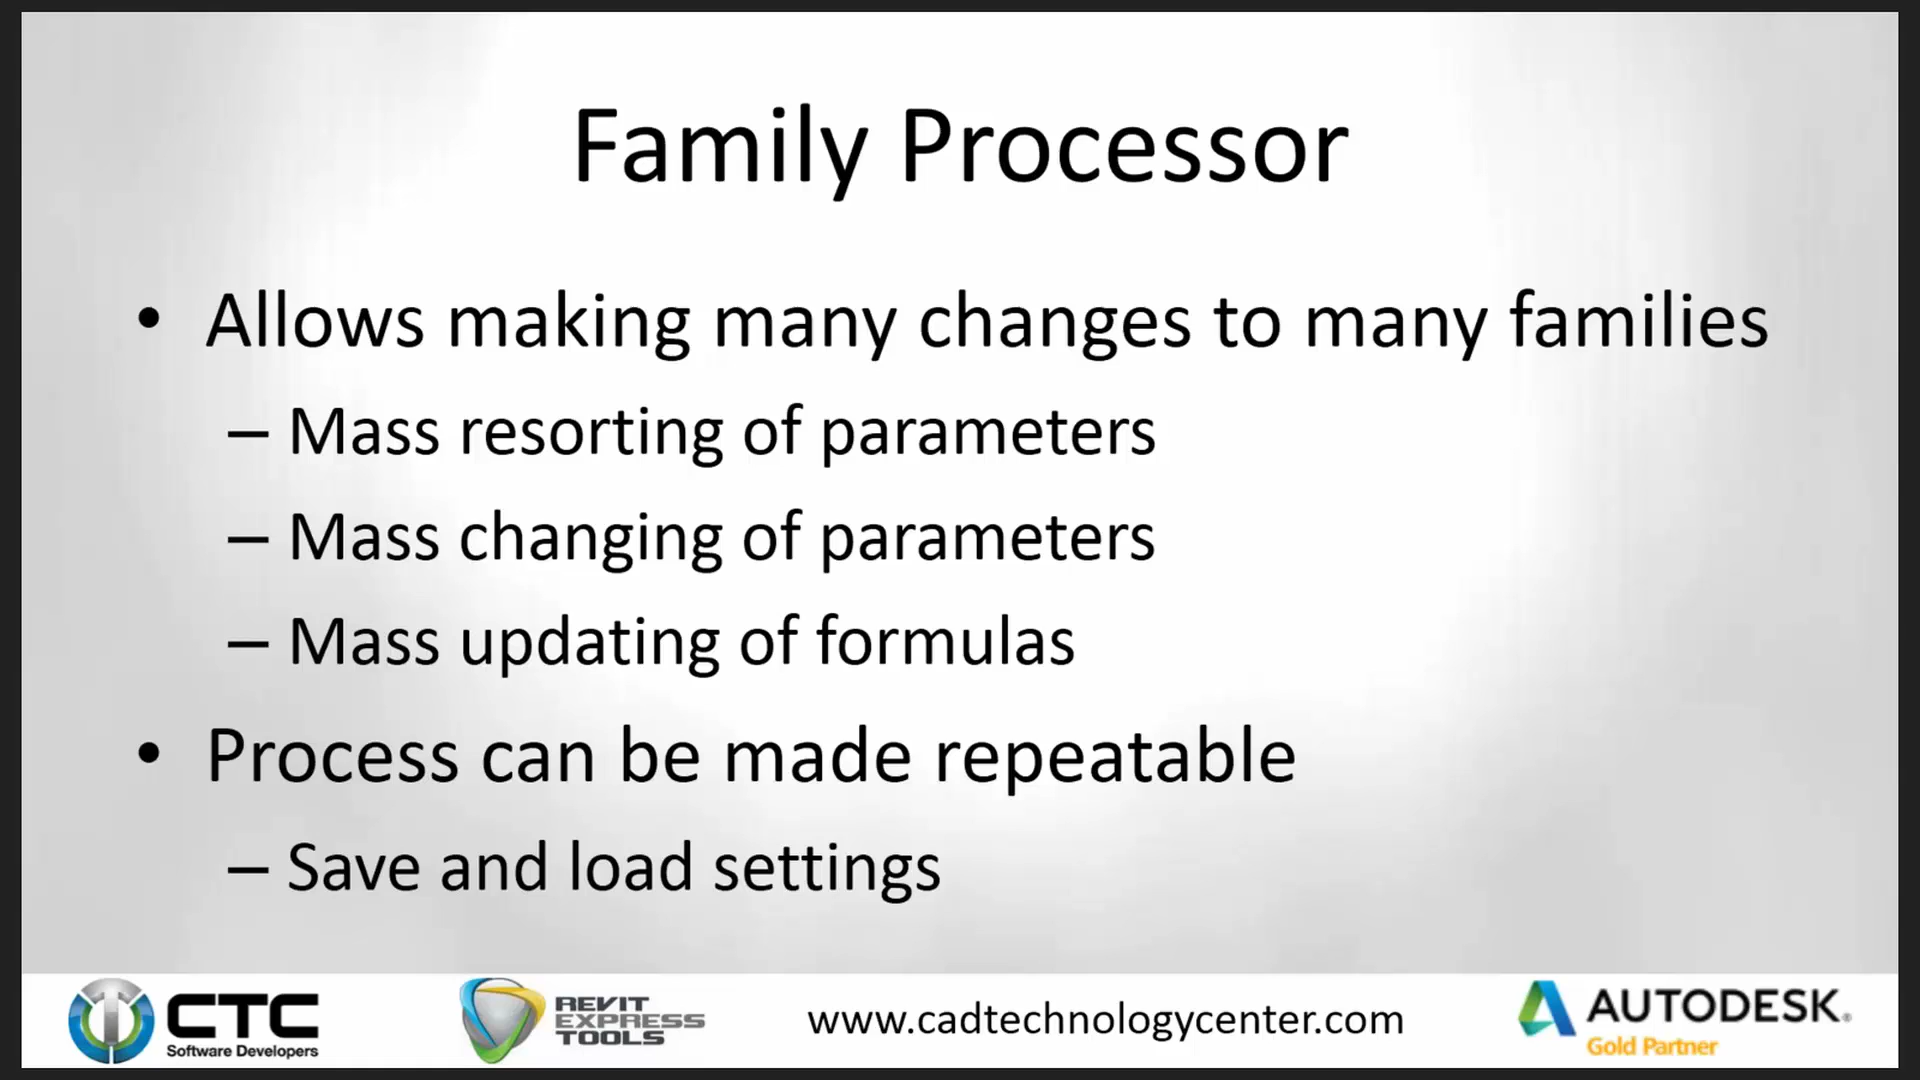 Family Processor
• Allows making many changes to many families
– Mass resorting of parameters
– Mass changing of parameters
– Mass updating of formulas
• Process can be made repeatable
– Save and load settings
CTC
Software Developers
REVIT
EXPRESS
TOOLS
www.cadtechnologycenter.com
AUTODESK®
Gold Partner